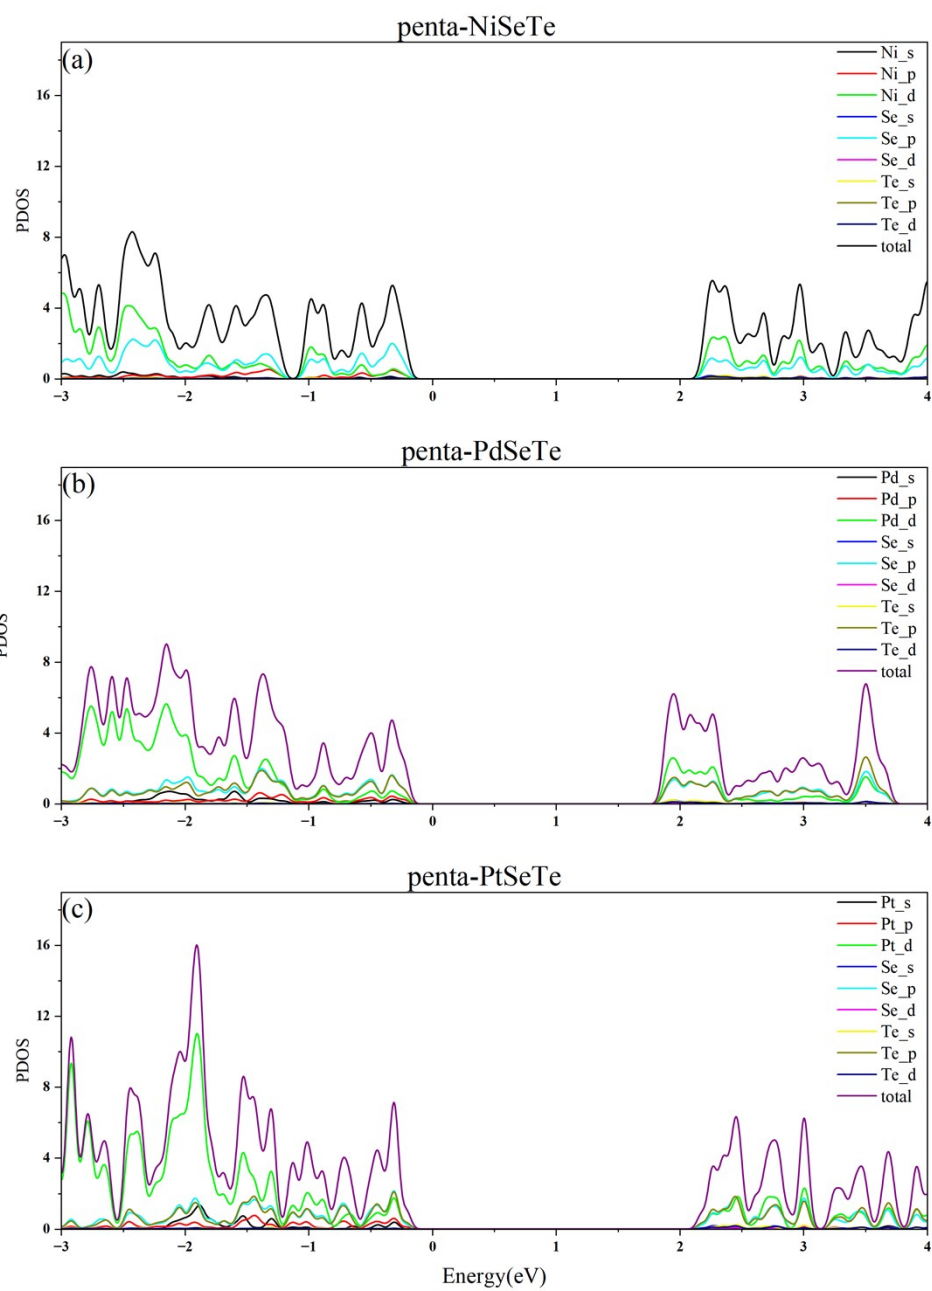 penta-NiSeTe
(a)
Ni_s
Ni_p
Ni_d
Se_s
Se_p
Se_d
Te_s
Te_p
Te_d
total
PDOS
16
12
8
4
0
−3
−2
−1
0
1
2
3
4
penta-PdSeTe
(b)
Pd_s
Pd_p
Pd_d
Se_s
Se_p
Se_d
Te_s
Te_p
Te_d
total
PDOS
16
12
8
4
0
−3
−2
−1
0
1
2
3
4
penta-PtSeTe
(c)
Pt_s
Pt_p
Pt_d
Se_s
Se_p
Se_d
Te_s
Te_p
Te_d
total
PDOS
16
12
8
4
0
−3
−2
−1
0
1
2
3
4
Energy(eV)